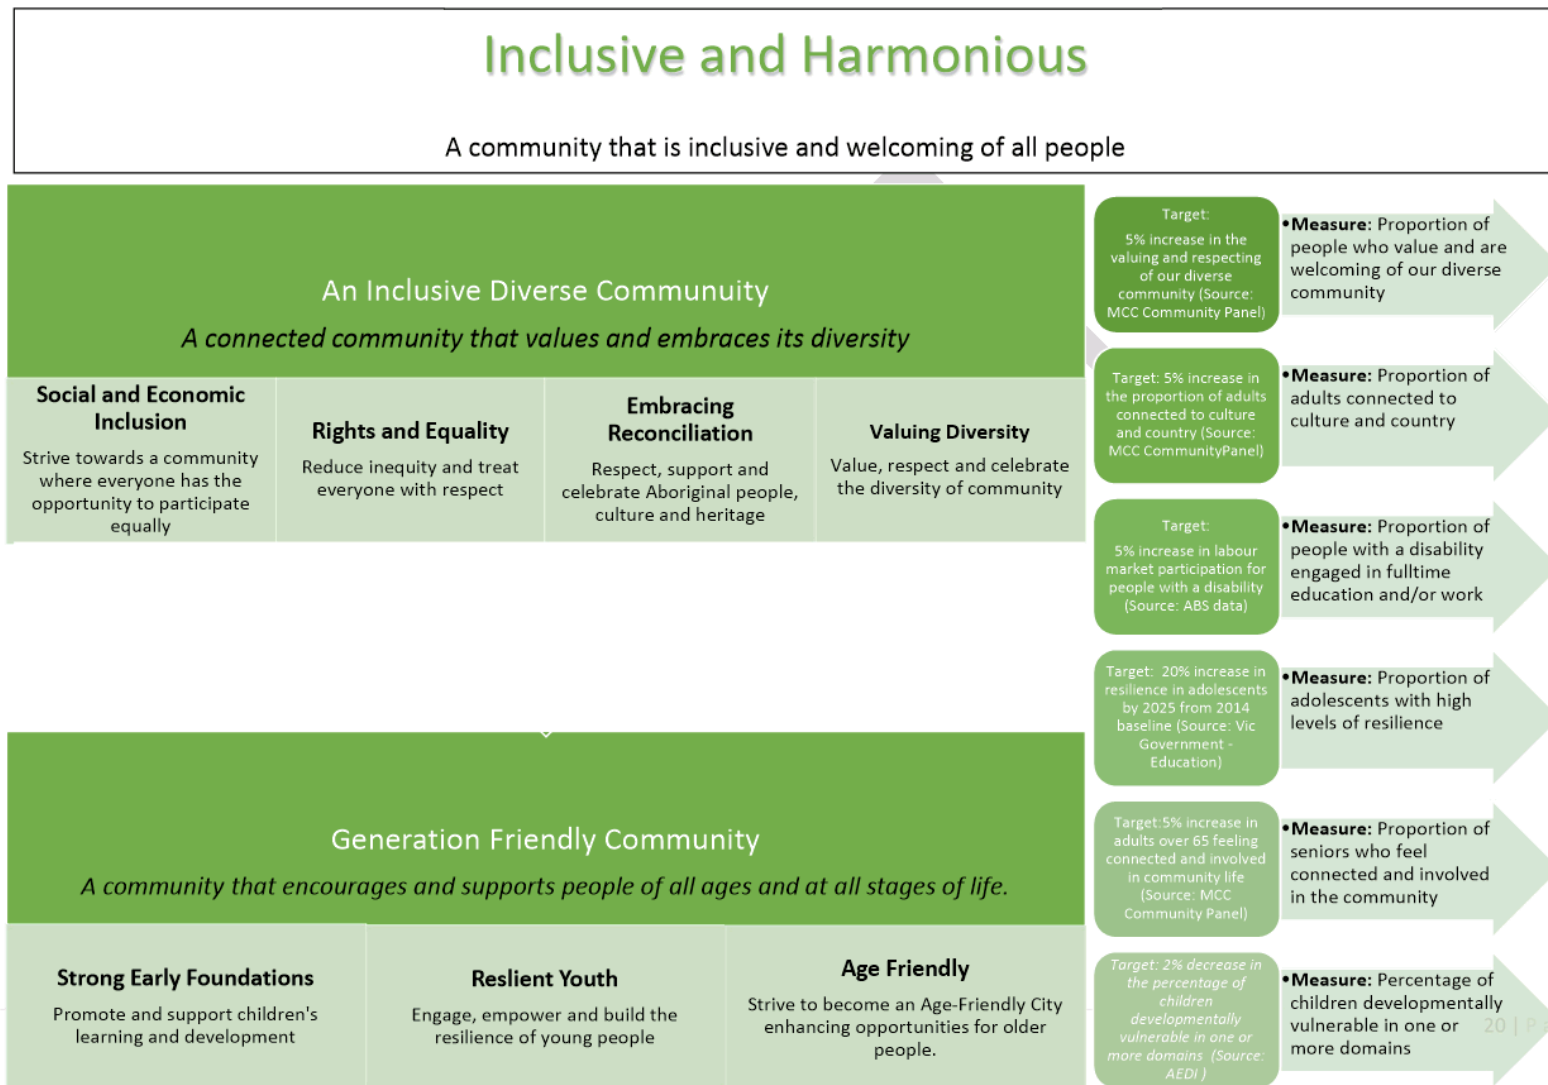 Inclusive and Harmonious
A community that is inclusive and welcoming of all people
An Inclusive Diverse Communuity
A connected community that values and embraces its diversity
Social and Economic
Inclusion
Strive towards a community
where everyone has the
opportunity to participate
equally
Rights and Equality
Reduce inequity and treat
everyone with respect
Embracing
Reconciliation
Respect, support and
celebrate Aboriginal people,
culture and heritage
Valuing Diversity
Value, respect and celebrate
the diversity of community
Generation Friendly Community
A community that encourages and supports people of all ages and at all stages of life.
Strong Early Foundations
Promote and support children's
learning and development
Reslient Youth
Engage, empower and build the
resilience of young people
Age Friendly
Strive to become an Age-Friendly City
enhancing opportunities for older
people.
Target:
5% increase in the
valuing and respecting
of our diverse
community (Source:
MCC Community Panel)
•Measure: Proportion of
people who value and are
welcoming of our diverse
community
Target: 5% increase in
the proportion of adults
connected to culture
and country (Source:
MCC CommunityPanel)
•Measure: Proportion of
adults connected to
culture and country
Target:
5% increase in labour
market participation for
people with a disability
(Source: ABS data)
•Measure: Proportion of
people with a disability
engaged in fulltime
education and/or work
Target: 20% increase in
resilience in adolescents
by 2025 from 2014
baseline (Source: Vic
Government -
Education)
•Measure: Proportion of
adolescents with high
levels of resilience
Target:5% increase in
adults over 65 feeling
connected and involved
in community life
(Source: MCC
Community Panel)
•Measure: Proportion of
seniors who feel
connected and involved
in the community
Target: 2% decrease in
the percentage of
children
developmentally
vulnerable in one or
more domains (Source:
AEDI )
•Measure: Percentage of
children developmentally
vulnerable in one or
more domains
20 | P a